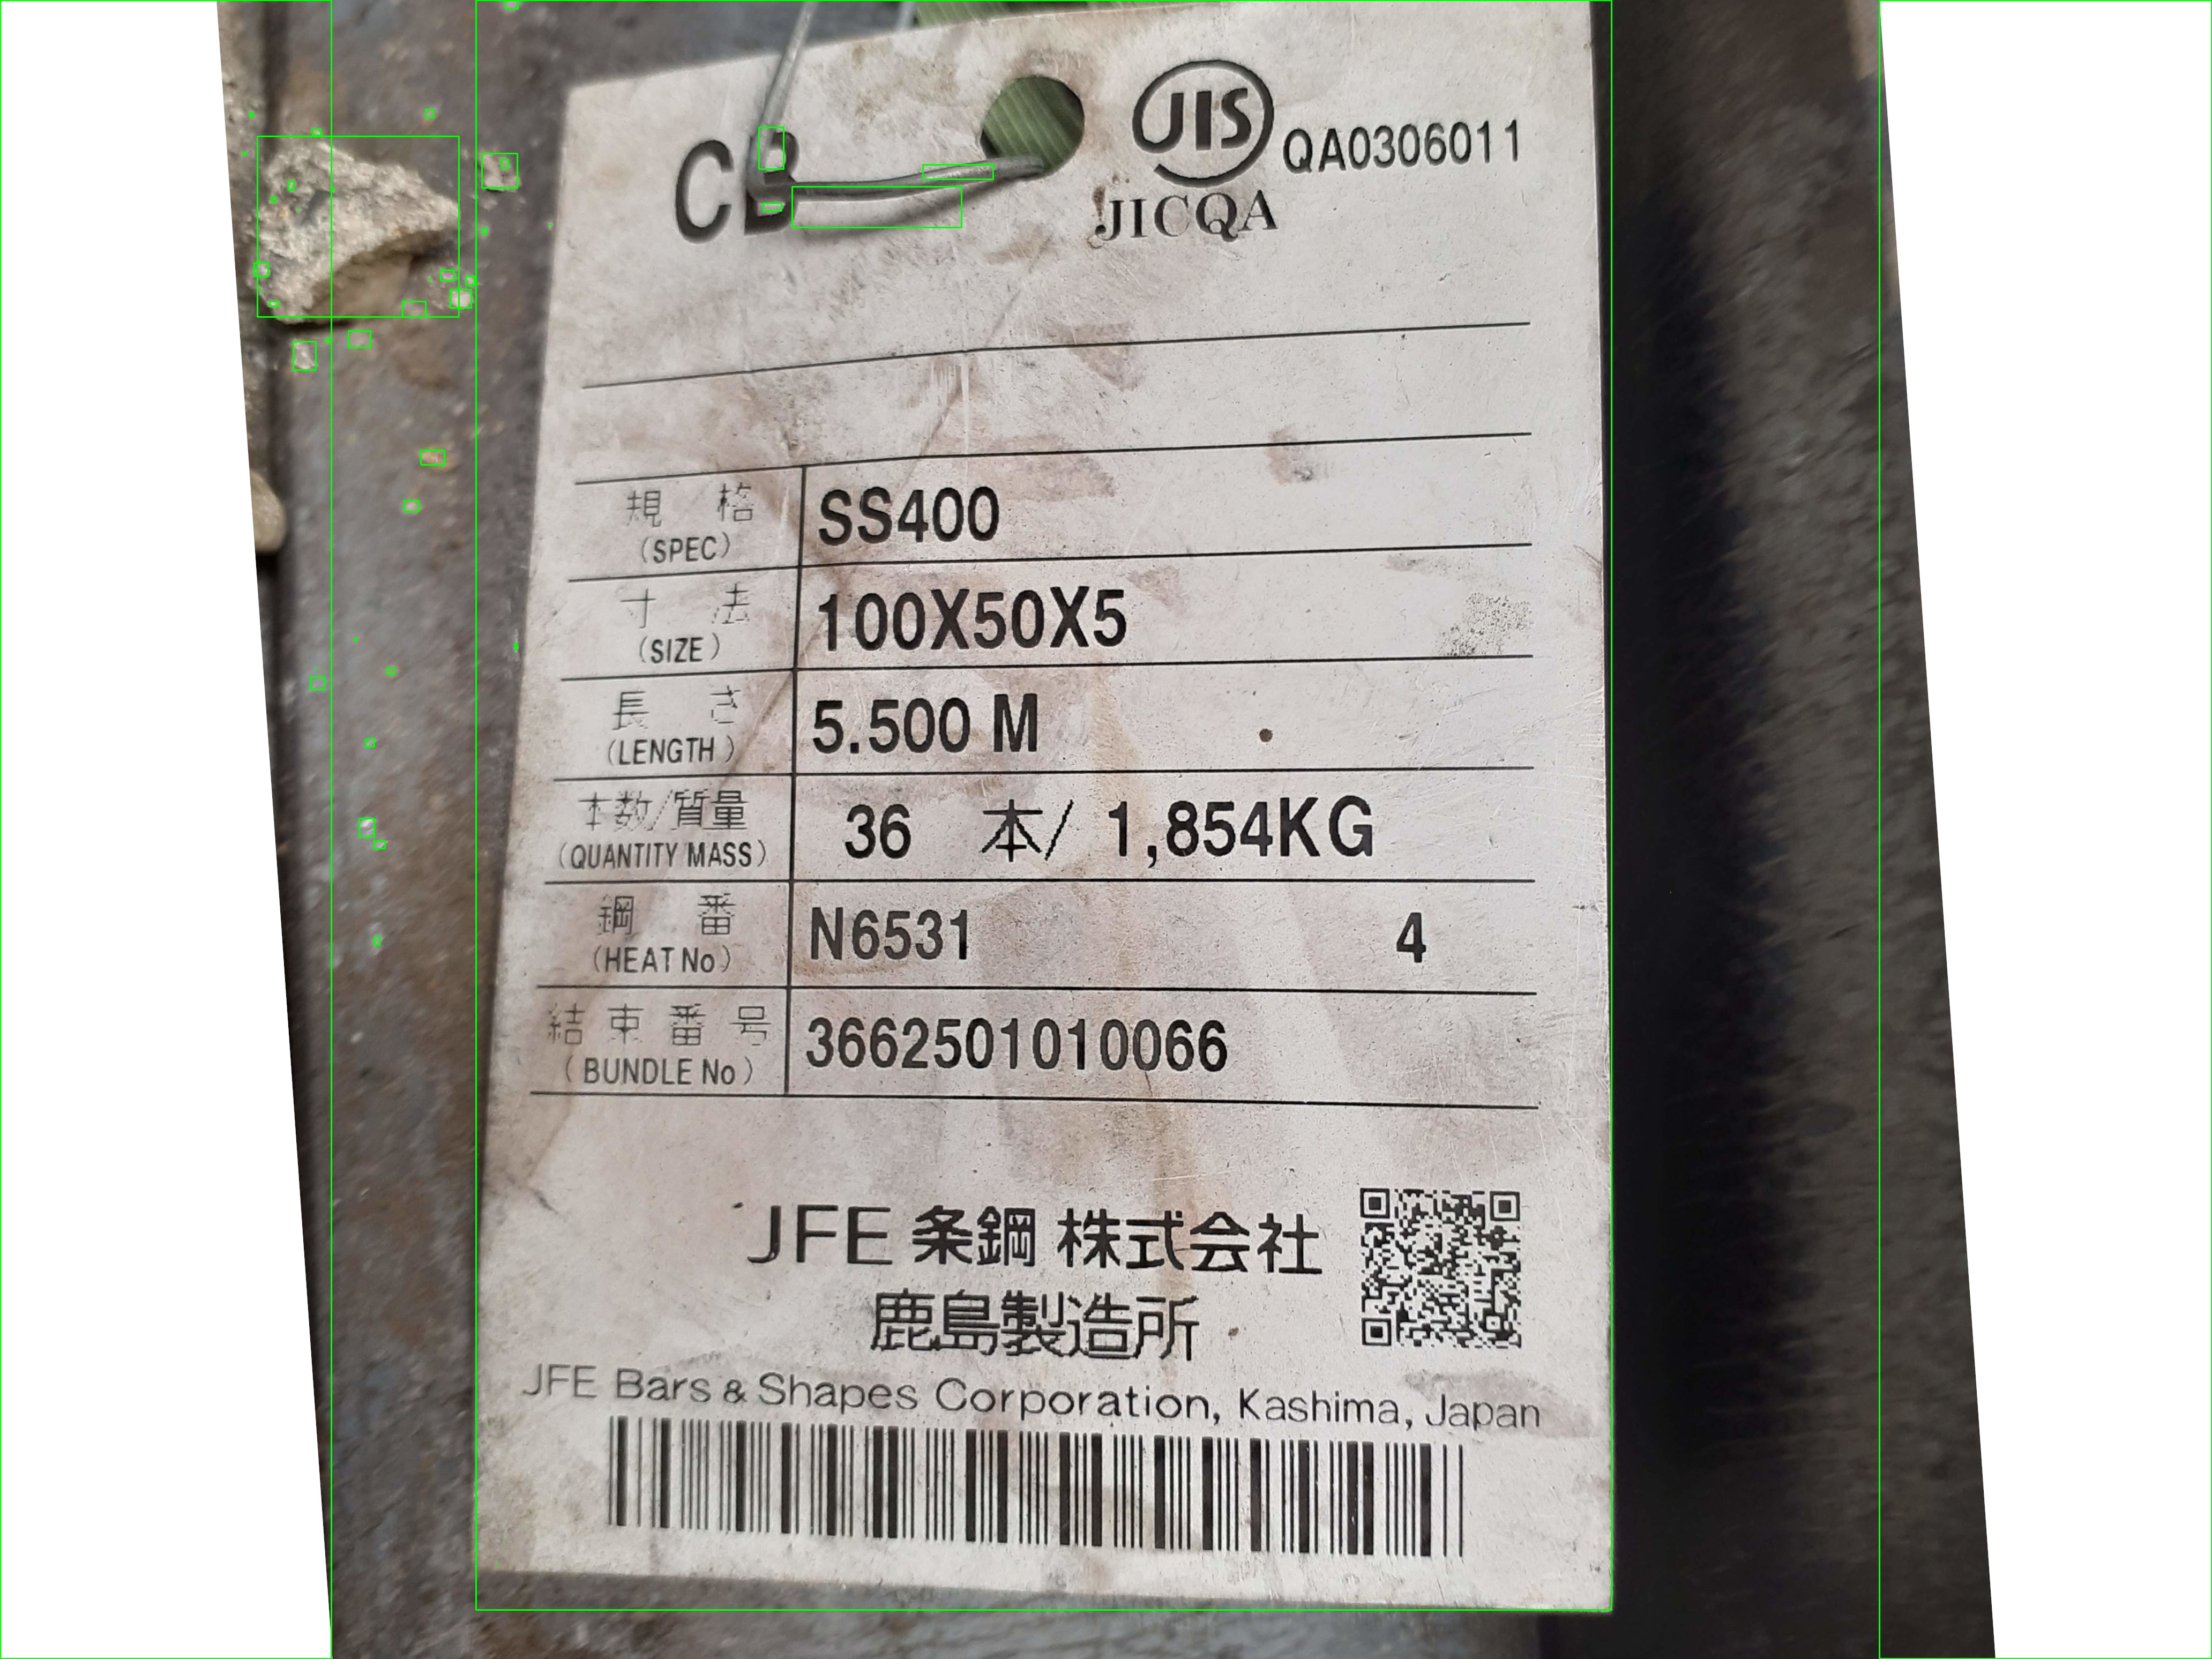 CB
JIS
QA0306011
JICQA
規格 SS400
(SPEC)
寸法 100X50X5
(SIZE)
長さ 5.500 M
(LENGTH)
本数/質量 36 本/ 1,854KG
(QUANTITY MASS)
鋼番 N6531 4
(HEAT No)
結束番号 3662501010066
(BUNDLE No)
JFE 条鋼 株式会社
鹿島製造所
JFE Bars & Shapes Corporation, Kashima, Japan